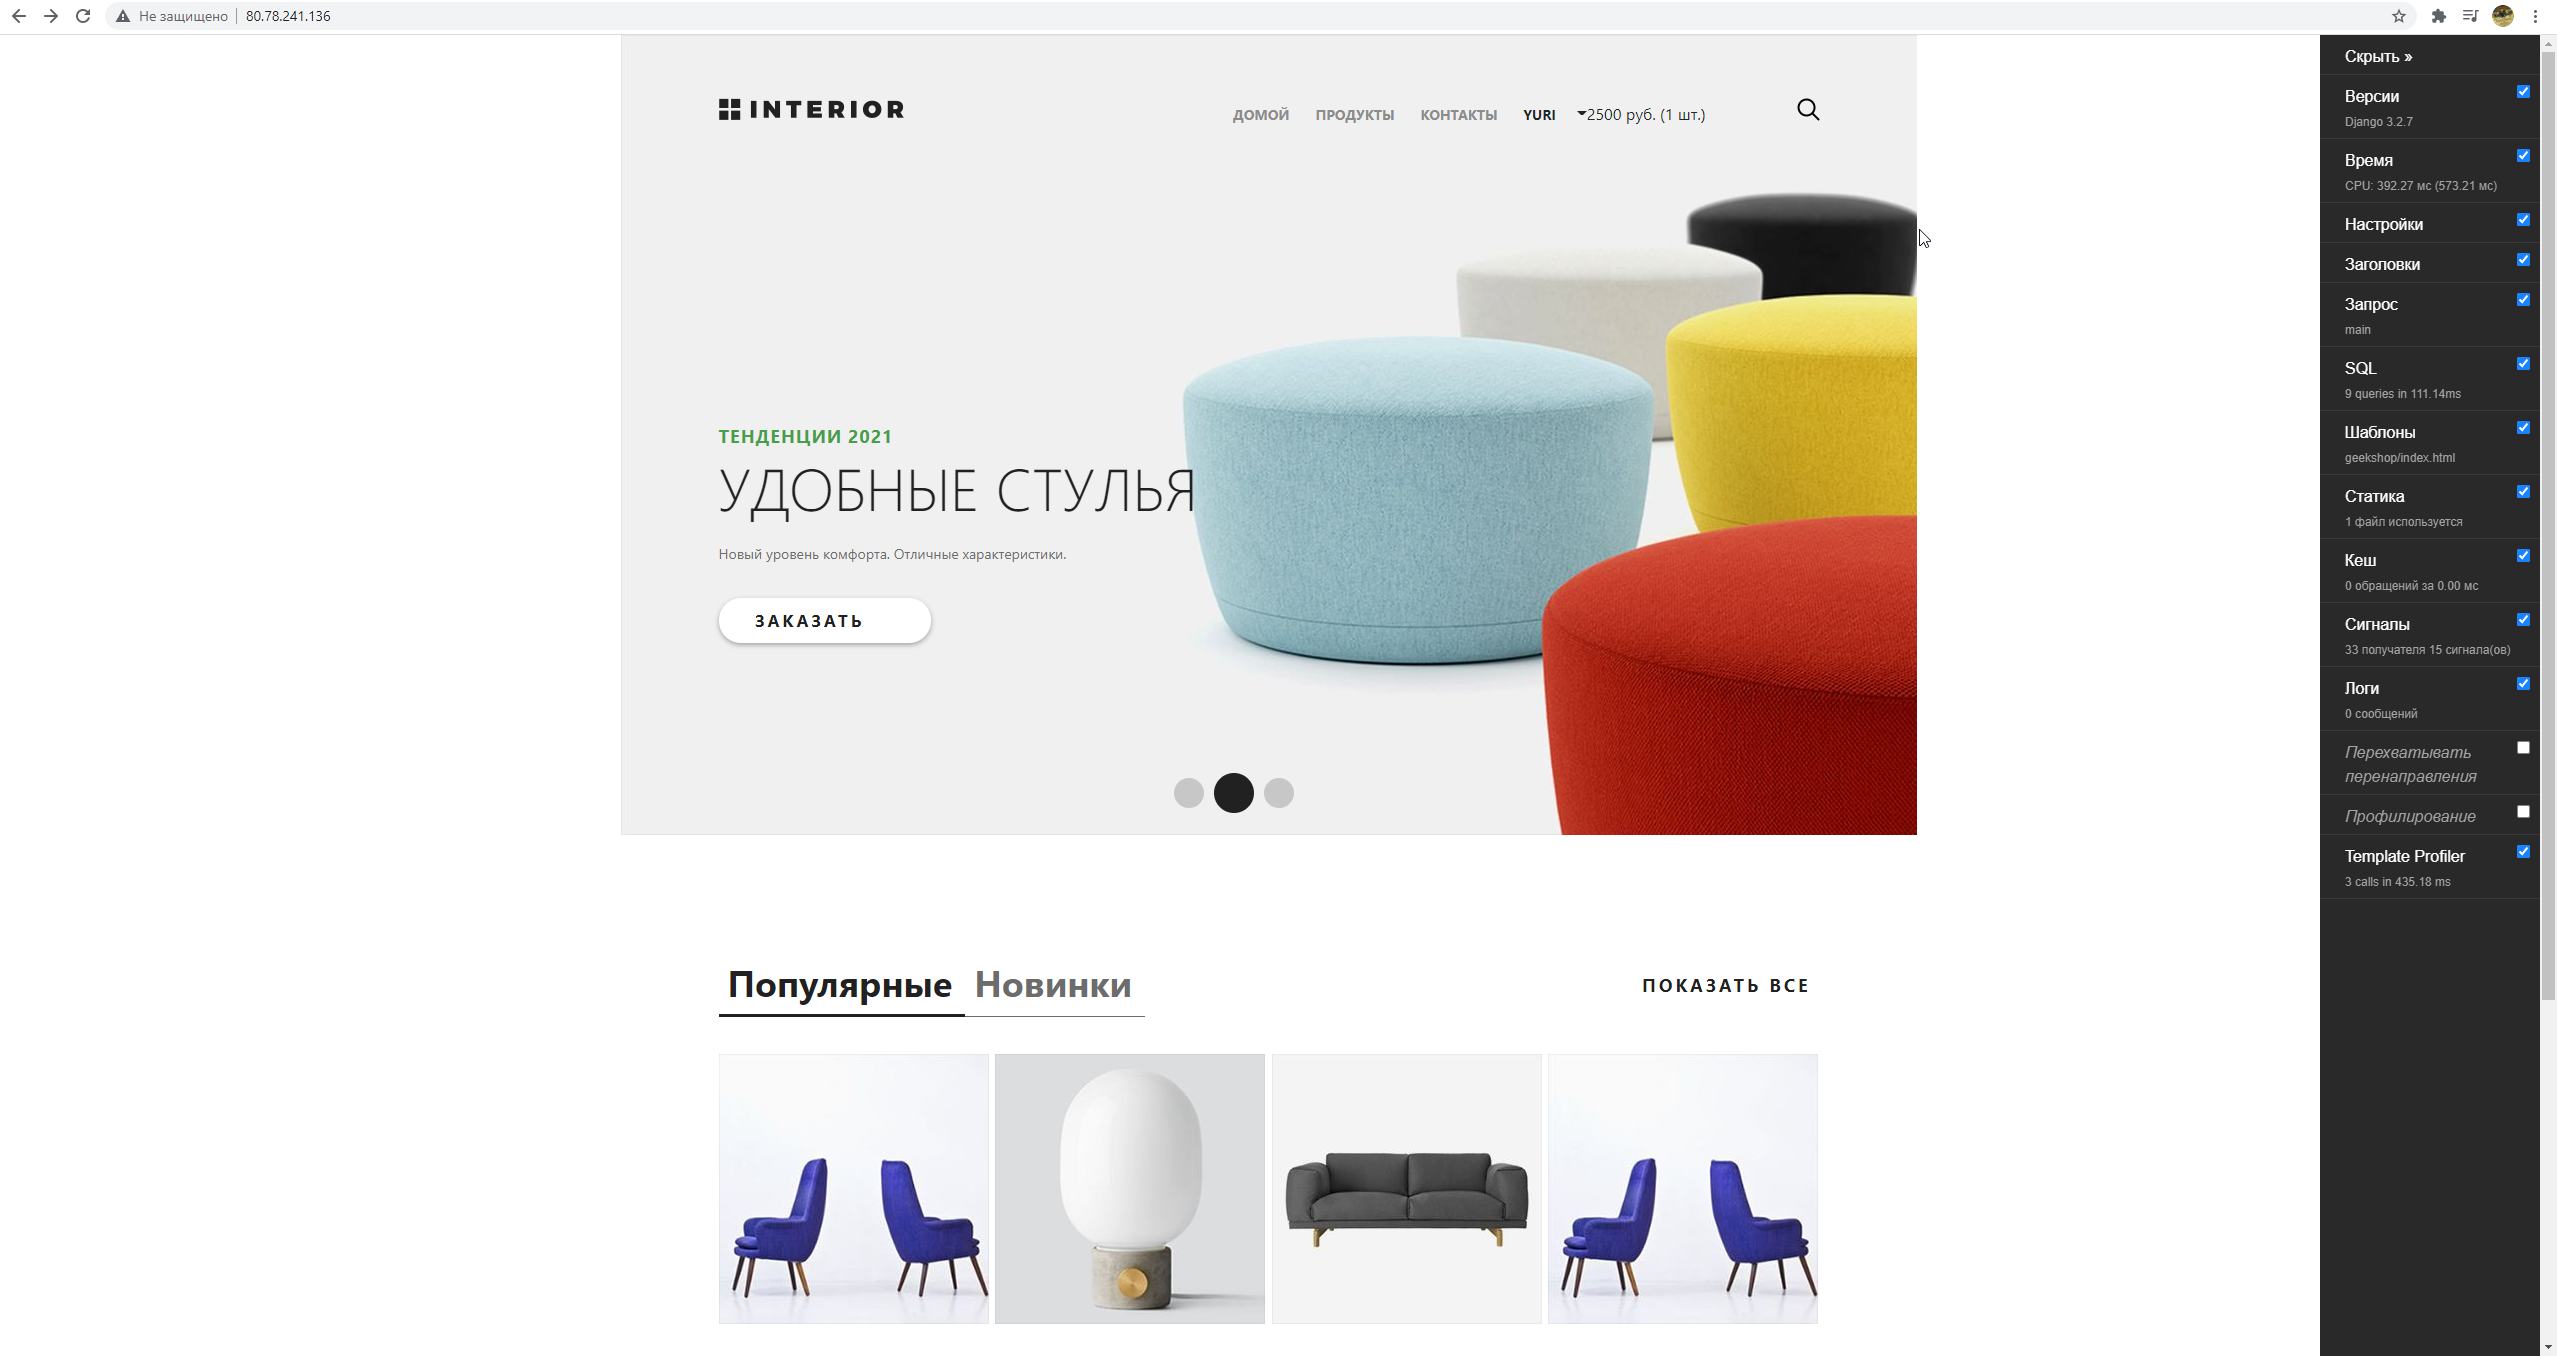 Не защищено
80.78.241.136
INTERIOR
ДОМОЙ ПРОДУКТЫ КОНТАКТЫ YURI 2500 руб. (1 шт.)
ТЕНДЕНЦИИ 2021
УДОБНЫЕ СТУЛЬЯ
Новый уровень комфорта. Отличные характеристики.
ЗАКАЗАТЬ
Популярные Новинки
ПОКАЗАТЬ ВСЕ
Скрыть »
Версии
Django 3.2.7
Время
CPU: 392.27 мс (573.21 мс)
Настройки
Заголовки
Запрос
main
SQL
9 queries in 111.14ms
Шаблоны
geekshop/index.html
Статика
1 файл используется
Кеш
0 обращений за 0.00 мс
Сигналы
33 получателя 15 сигнала(ов)
Логи
0 сообщений
Перехватывать
перенаправления
Профилирование
Template Profiler
3 calls in 435.18 ms